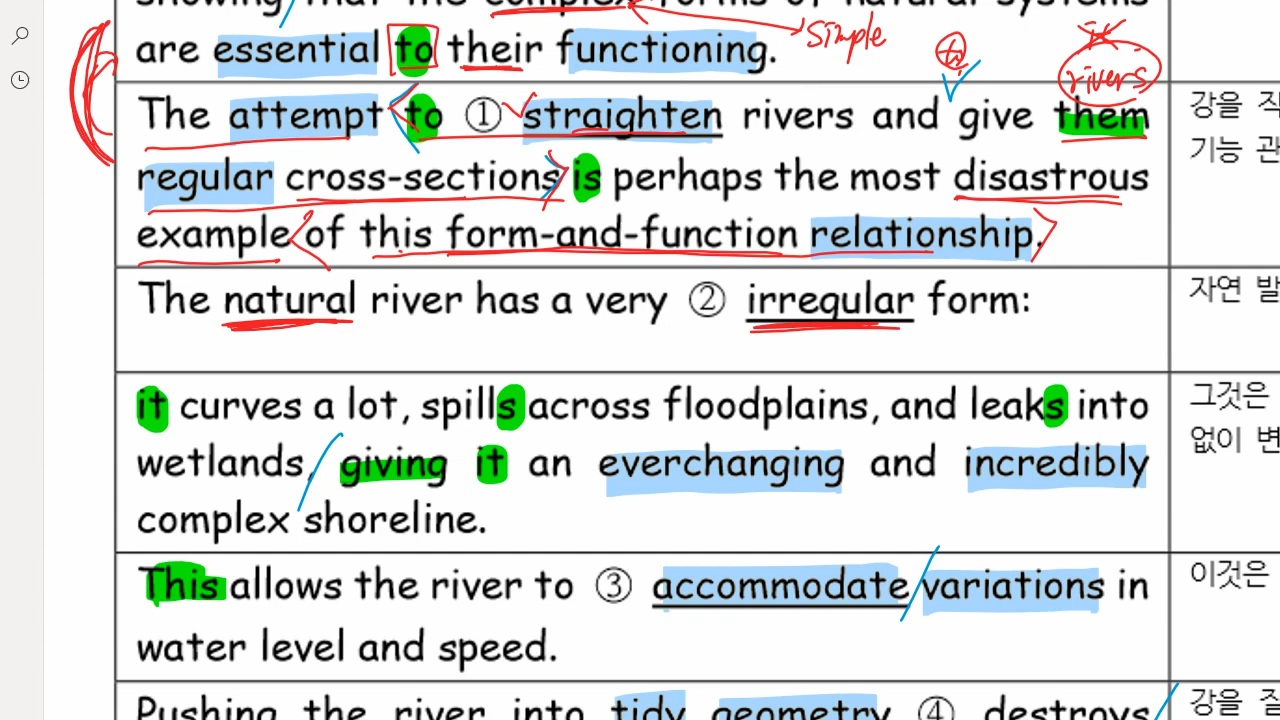 showing that the complex forms of natural systems
simple
are essential to their functioning.
rivers
The attempt to ① straighten rivers and give them
강을 직
regular cross-sections is perhaps the most disastrous
기능 관
example of this form-and-function relationship.
The natural river has a very ② irregular form:
자연 발
it curves a lot, spills across floodplains, and leaks into
그것은
wetlands, giving it an everchanging and incredibly
없이 변
complex shoreline.
This allows the river to ③ accommodate variations in
이것은
water level and speed.
Pushing the river into tidy geometry ④ destroys
강을 질